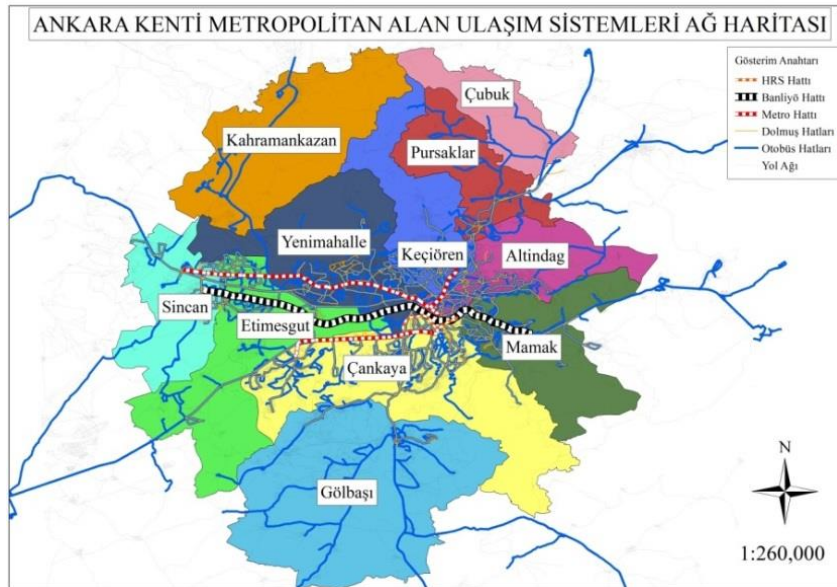 ANKARA KENTİ METROPOLİTAN ALAN ULAŞIM SİSTEMLERİ AĞ HARİTASI
Gösterim Anahtarı
HRS Hattı
Banliyö Hattı
Metro Hattı
Dolmuş Hatları
Otobüs Hatları
Yol Ağı
Çubuk
Kahramankazan
Pursaklar
Yenimahalle
Keçiören
Altindag
Sincan
Etimesgut
Mamak
Çankaya
Gölbaşı
N
1:260,000